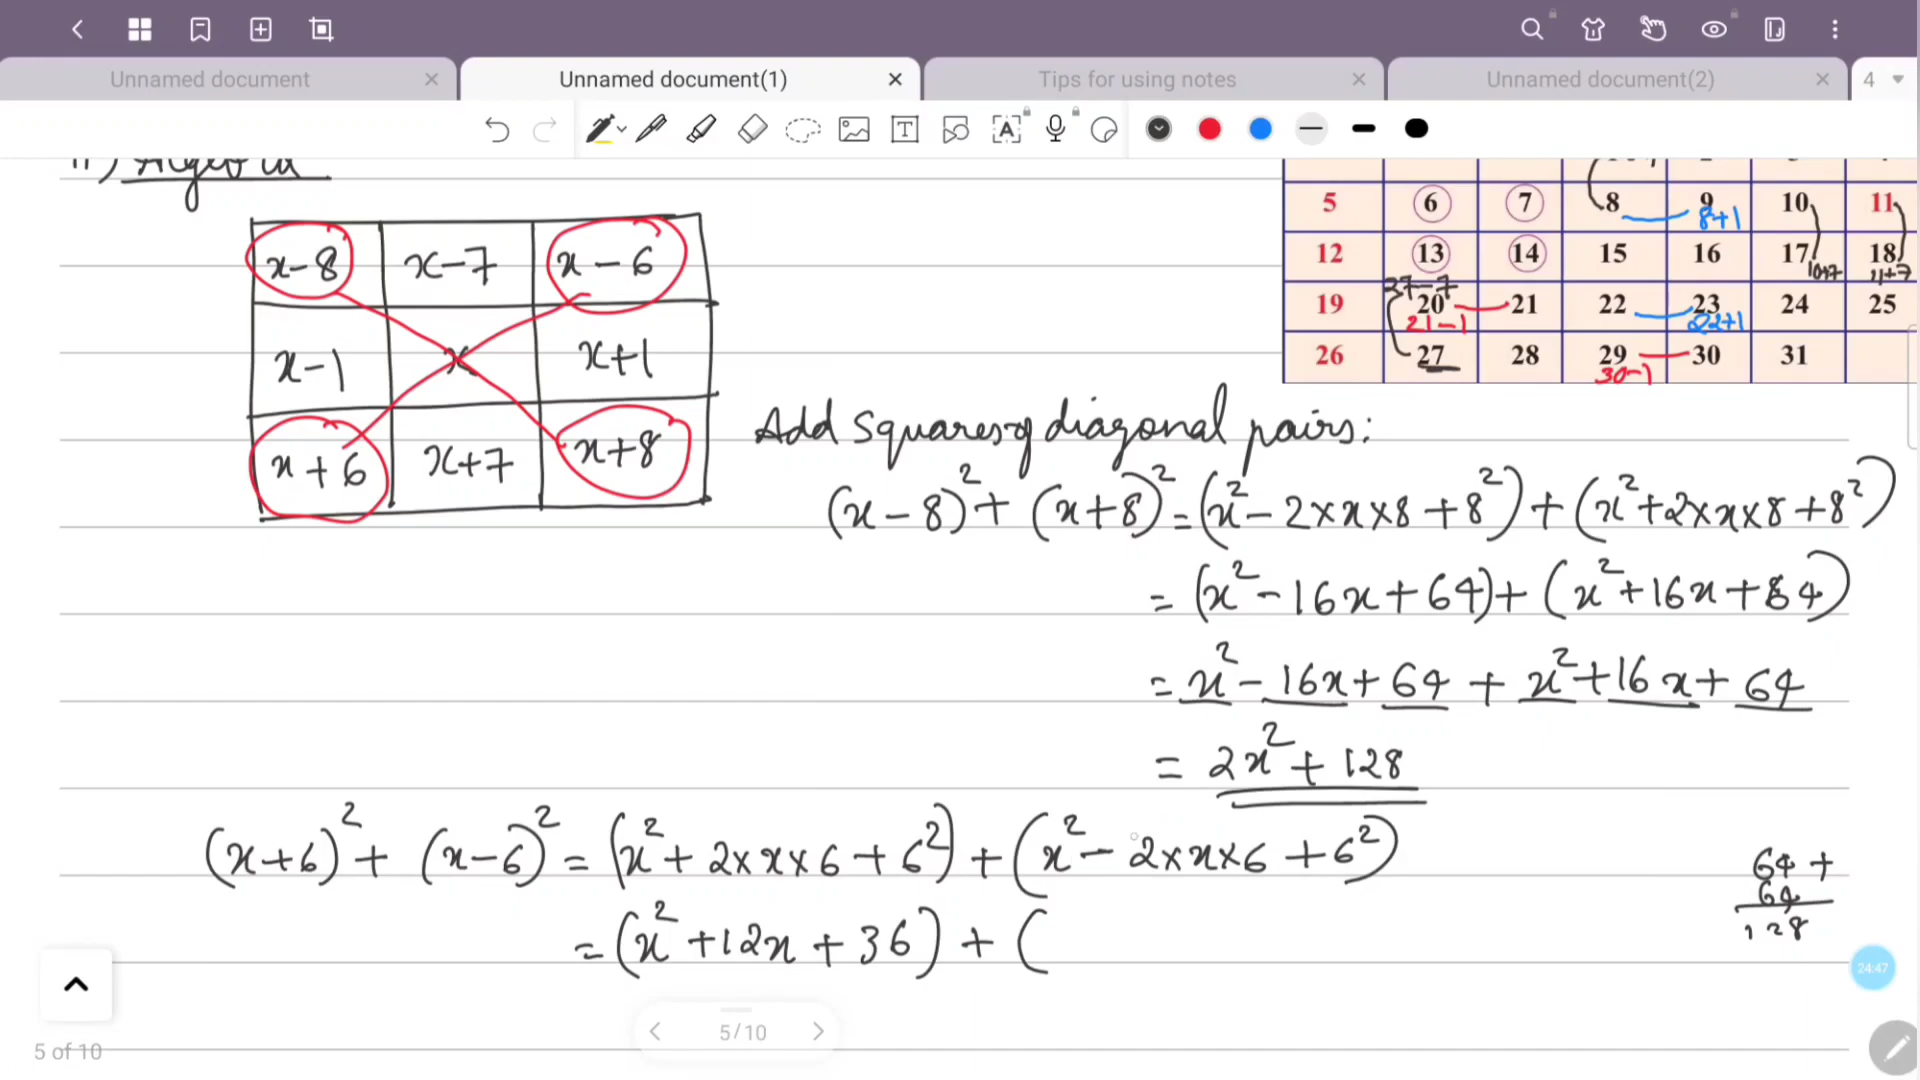 Unnamed document
Unnamed document(1)
Tips for using notes
Unnamed document(2)
4
ii) Algebra
x-8 x-7 x-6
x-1 x x+1
x+6 x+7 x+8
5 6 7 8 9 10 11
8+1
12 13 14 15 16 17 18
10+7 11+7
19 20 21 22 23 24 25
21-1 22+1
26 27 28 29 30 31
30-1
Add squares of diagonal pairs:
(x-8)² + (x+8)² = (x² - 2×x×8 + 8²) + (x² + 2×x×8 + 8²)
= (x² - 16x + 64) + (x² + 16x + 64)
= x² - 16x + 64 + x² + 16x + 64
= 2x² + 128
(x+6)² + (x-6)² = (x² + 2×x×6 + 6²) + (x² - 2×x×6 + 6²)
= (x² + 12x + 36) + (
64 +
64
128
24:47
5/10
5 of 10